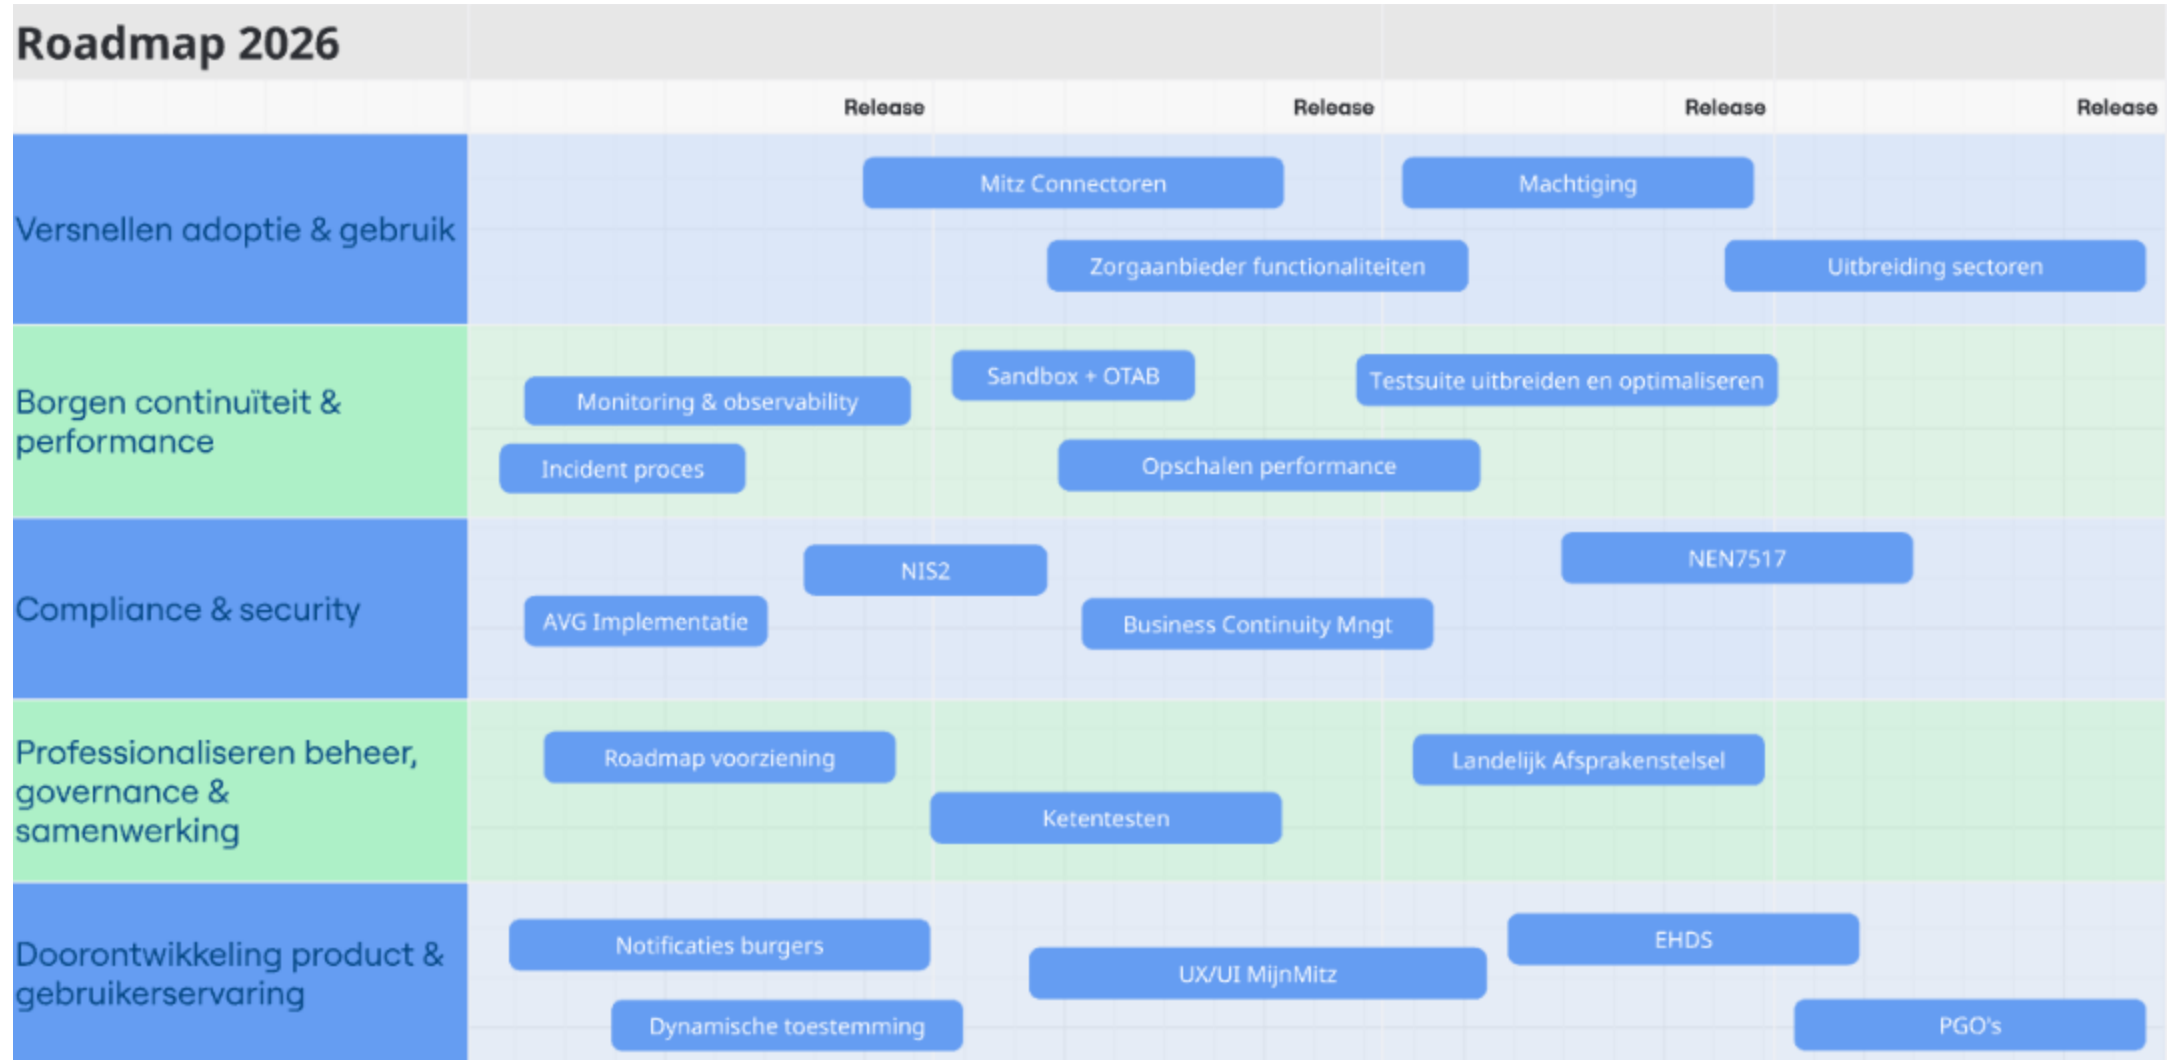 Roadmap 2026
Release Release Release Release
Versnellen adoptie & gebruik
Mitz Connectoren
Machtiging
Zorgaanbieder functionaliteiten
Uitbreiding sectoren
Borgen continuïteit &
performance
Sandbox + OTAB
Testsuite uitbreiden en optimaliseren
Monitoring & observability
Incident proces
Opschalen performance
Compliance & security
NEN7517
NIS2
AVG Implementatie
Business Continuity Mngt
Professionaliseren beheer,
governance &
samenwerking
Roadmap voorziening
Landelijk Afsprakenstelsel
Ketentesten
Doorontwikkeling product &
gebruikerservaring
Notificaties burgers
EHDS
UX/UI MijnMitz
Dynamische toestemming
PGO's